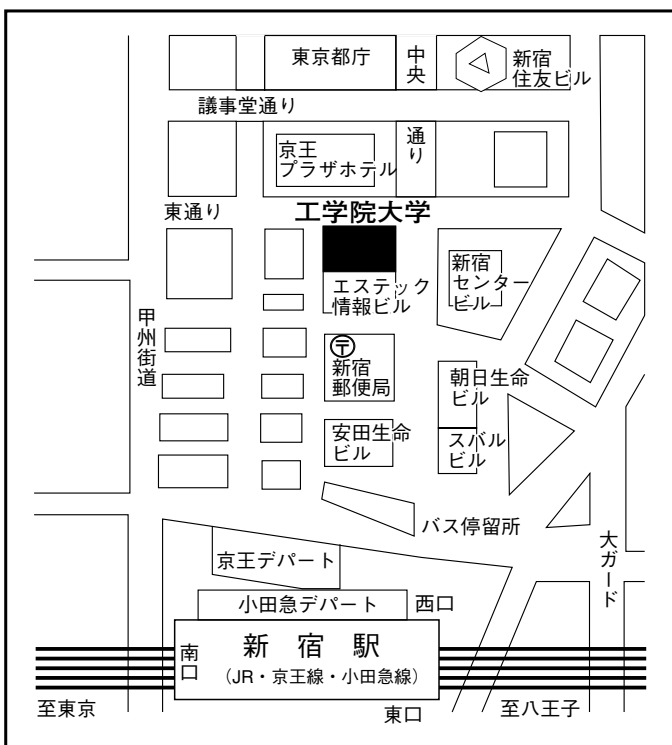 東京都庁
中央
新宿
住友ビル
議事堂通り
京王
プラザホテル
通り
東通り
工学院大学
エステック
情報ビル
新宿
センター
ビル
甲州街道
〒
新宿
郵便局
朝日生命
ビル
安田生命
ビル
スバル
ビル
バス停留所
大ガード
京王デパート
小田急デパート
西口
南口
新宿駅
(JR・京王線・小田急線)
至東京
東口
至八王子